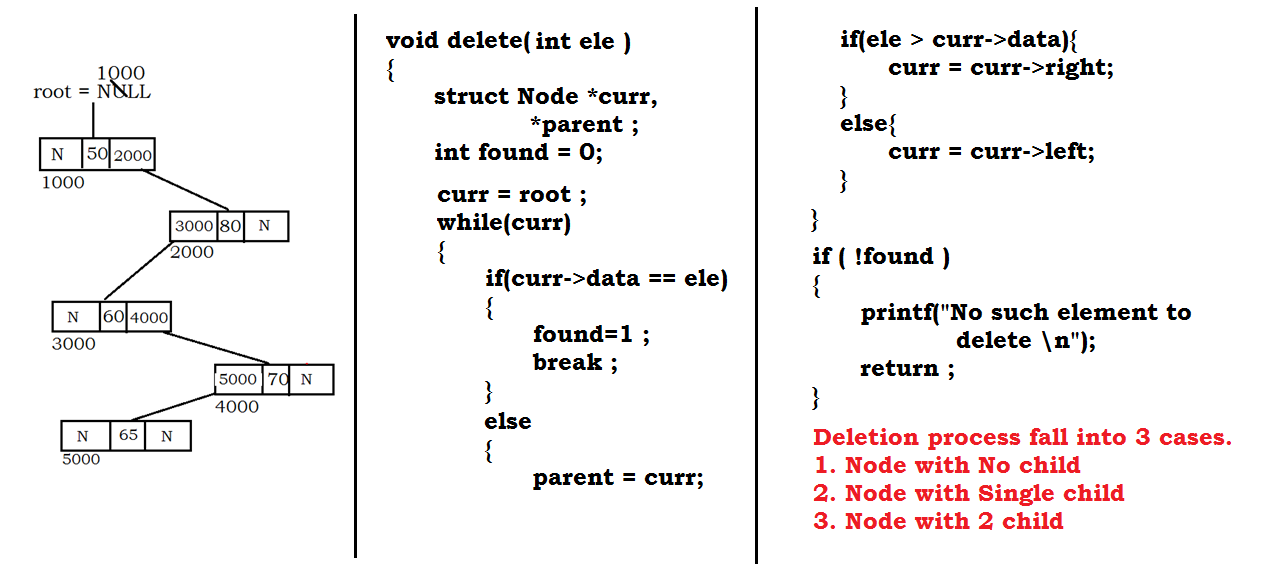 1000
root = NULL
N 50 2000
1000
3000 80 N
2000
N 60 4000
3000
5000 70 N
4000
N 65 N
5000
void delete( int ele )
{
struct Node *curr,
*parent ;
int found = 0;
curr = root ;
while(curr)
{
if(curr->data == ele)
{
found=1 ;
break ;
}
else
{
parent = curr;
if(ele > curr->data){
curr = curr->right;
}
else{
curr = curr->left;
}
}
if ( !found )
{
printf("No such element to
delete \n");
return ;
}
Deletion process fall into 3 cases.
1. Node with No child
2. Node with Single child
3. Node with 2 child